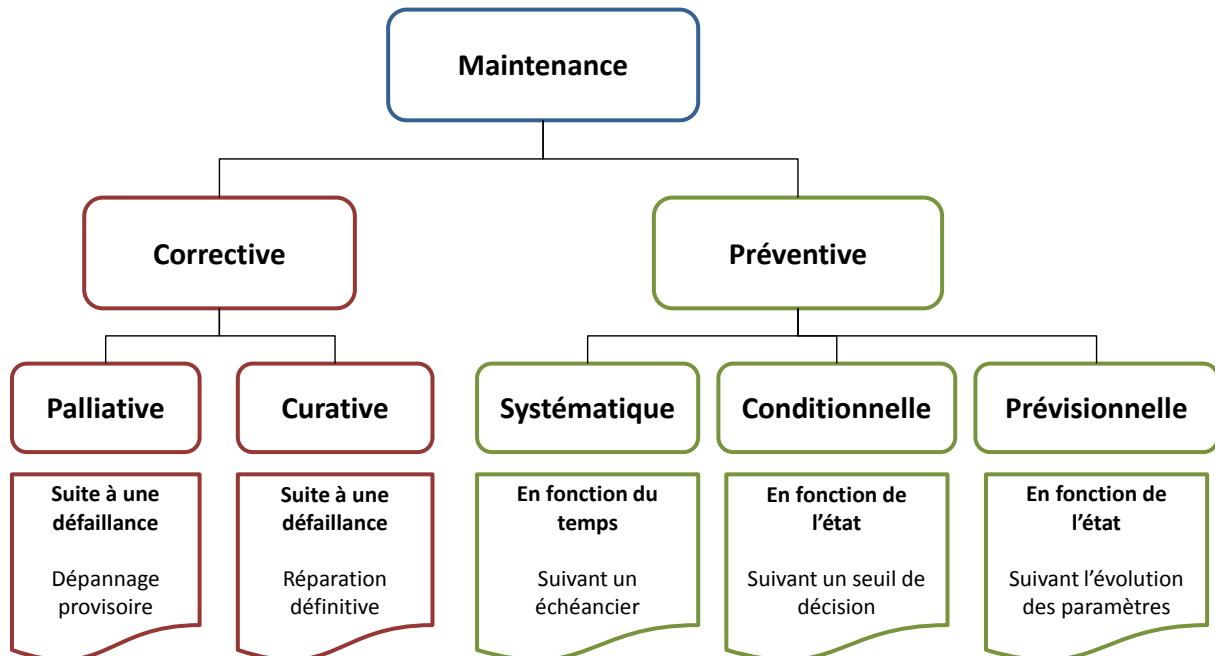 Maintenance
Corrective
Préventive
Palliative
Curative
Systématique
Conditionnelle
Prévisionnelle
Suite à une
défaillance
Dépannage
provisoire
Suite à une
défaillance
Réparation
définitive
En fonction du
temps
Suivant un
échéancier
En fonction de
l'état
Suivant un seuil de
décision
En fonction de
l'état
Suivant l'évolution
des paramètres